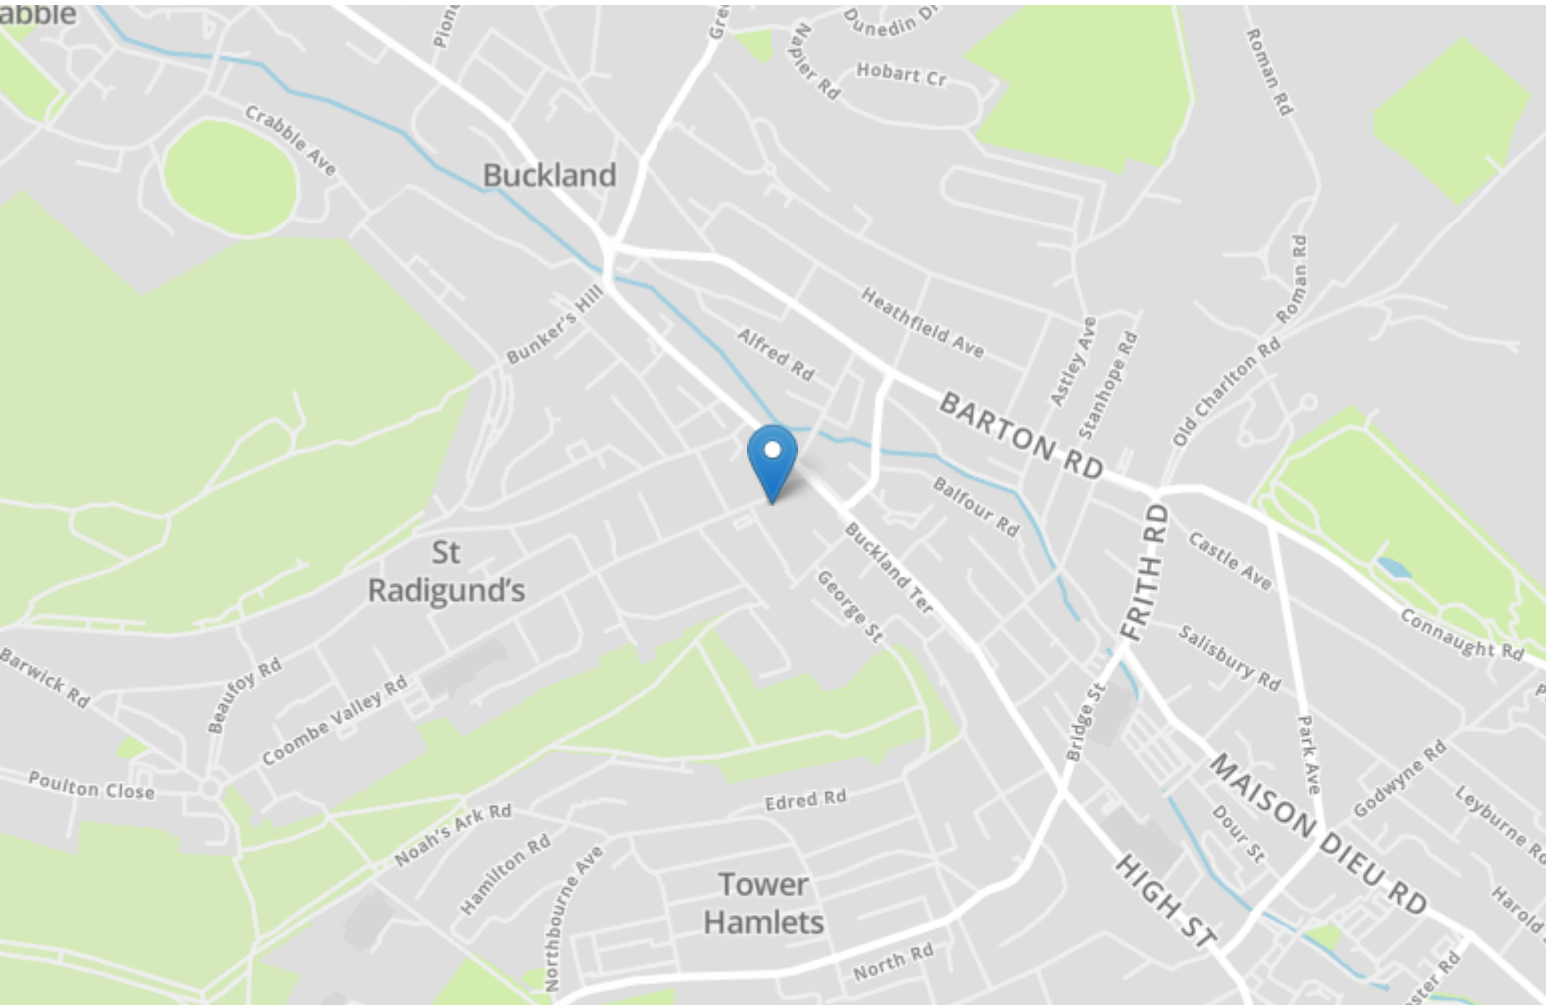 abble
Pione
Gree
Dunedin Dr
Napier Rd
Hobart Cr
Roman Rd
Crabble Ave
Buckland
Roman Rd
Bunker's Hill
Heathfield Ave
Alfred Rd
Astley Ave
Stanhope Rd
Old Charlton Rd
BARTON RD
Balfour Rd
Buckland Ter
FRITH RD
Castle Ave
St
Radigund's
George St
Connaught Rd
Salisbury Rd
Barwick Rd
Beaufoy Rd
Coombe Valley Rd
Bridge St
Park Ave
P
Poulton Close
Noah's Ark Rd
Edred Rd
MAISON DIEU RD
Godwyne Rd
Leyburne Rd
Hamilton Rd
Northbourne Ave
Dour St
Tower
Hamlets
HIGH ST
Harold
North Rd
ster Rd